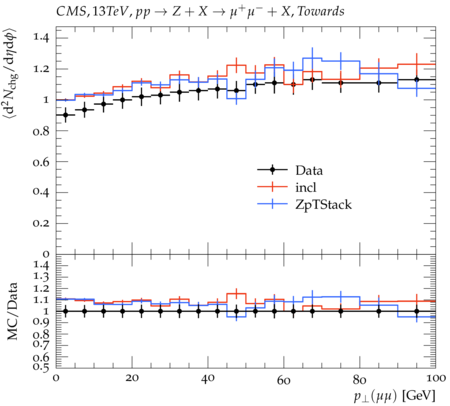 CMS, 13TeV, pp → Z + X → μ⁺μ⁻ + X, Towards
⟨d²N_chg/dηdϕ⟩
1.4
1.2
1
0.8
0.6
0.4
0.2
0
Data
incl
ZpTStack
MC/Data
1.4
1.3
1.2
1.1
1
0.9
0.8
0.7
0.6
0.5
0 20 40 60 80 100
p⊥(μμ) [GeV]